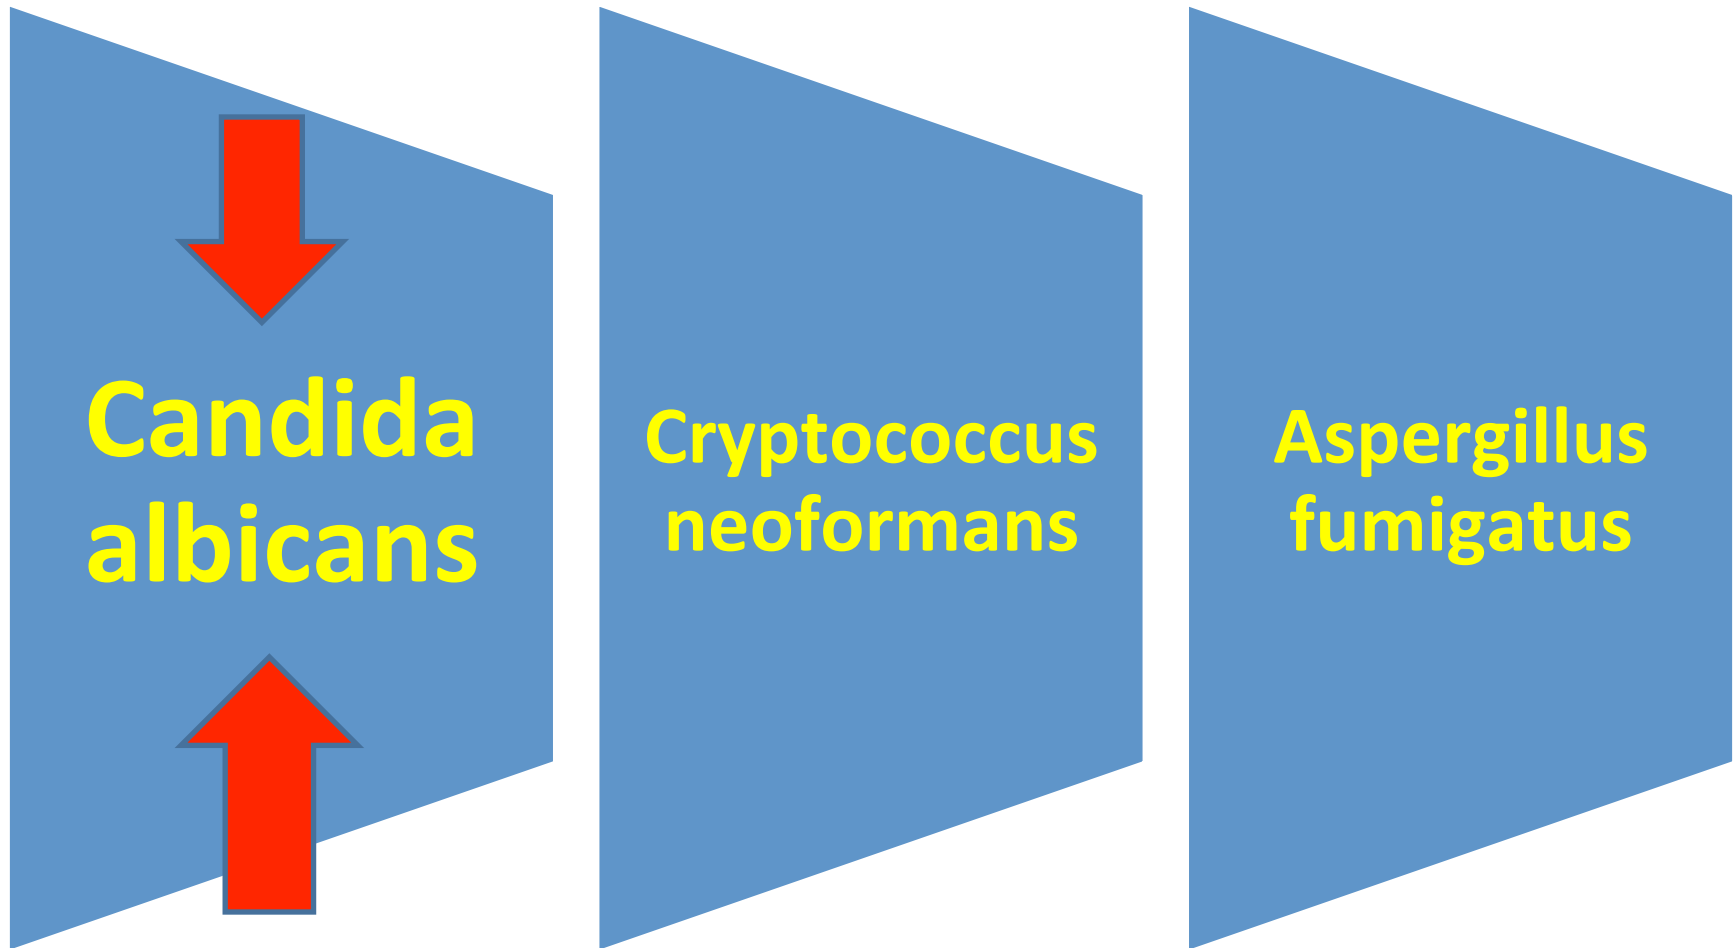 Candida
albicans
Cryptococcus
neoformans
Aspergillus
fumigatus